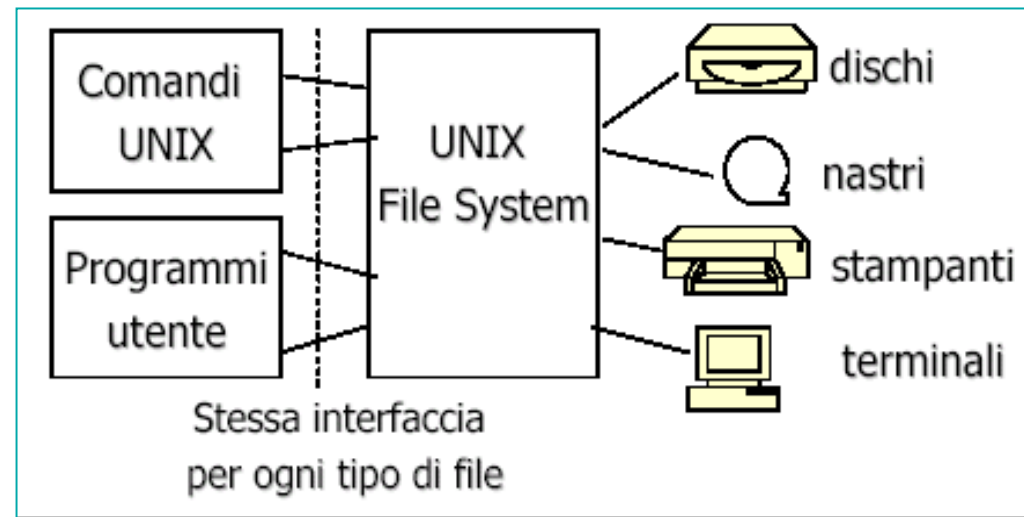 Comandi
UNIX
Programmi
utente
UNIX
File System
dischi
nastri
stampanti
terminali
Stessa interfaccia
per ogni tipo di file